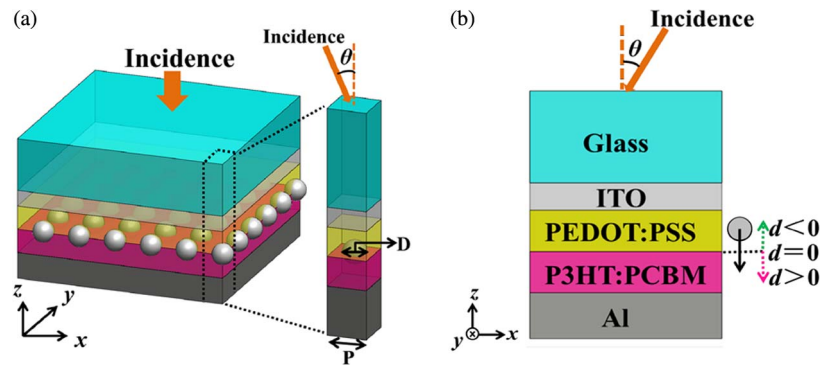 (a)
Incidence
Incidence
θ
D
P
z
y
x
(b)
Incidence
θ
Glass
ITO
PEDOT:PSS
P3HT:PCBM
Al
d<0
d=0
d>0
z
y
x